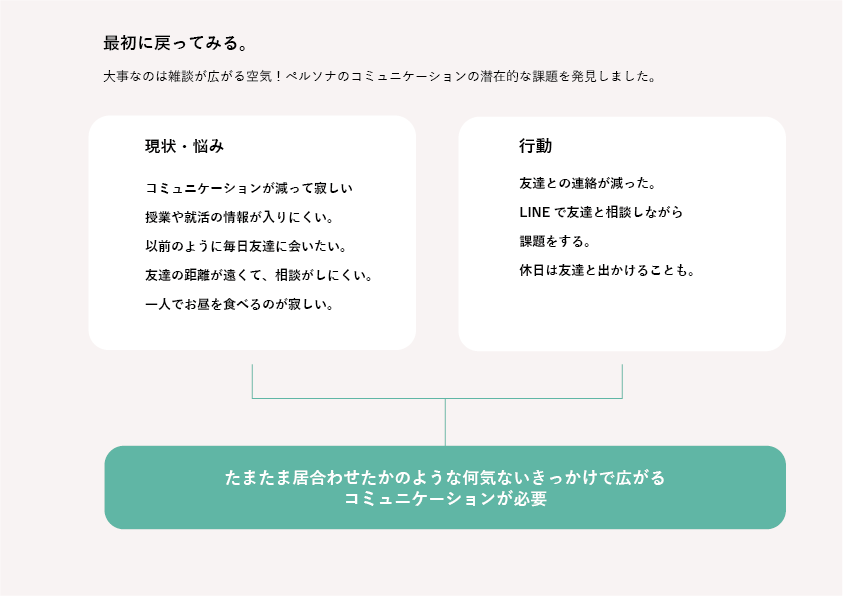 最初に戻ってみる。
大事なのは雑談が広がる空気！ペルソナのコミュニケーションの潜在的な課題を発見しました。
現状・悩み
コミュニケーションが減って寂しい
授業や就活の情報が入りにくい。
以前のように毎日友達に会いたい。
友達の距離が遠くて、相談がしにくい。
一人でお昼を食べるのが寂しい。
行動
友達との連絡が減った。
LINE で友達と相談しながら
課題をする。
休日は友達と出かけることも。
たまたま居合わせたかのような何気ないきっかけで広がる
コミュニケーションが必要